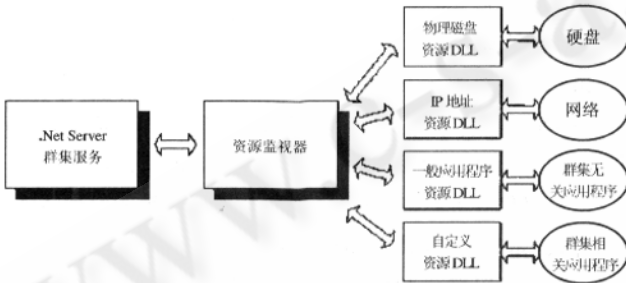 .Net Server
群集服务
资源监视器
物理磁盘
资源DLL
硬盘
IP地址
资源DLL
网络
一般应用程序
资源DLL
群集无
关应用程序
自定义
资源DLL
群集相
关应用程序